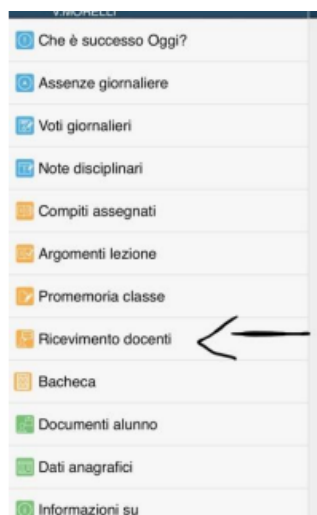 V.MORELLI
Che è successo Oggi?
Assenze giornaliere
Voti giornalieri
Note disciplinari
Compiti assegnati
Argomenti lezione
Promemoria classe
Ricevimento docenti
Bacheca
Documenti alunno
Dati anagrafici
Informazioni su